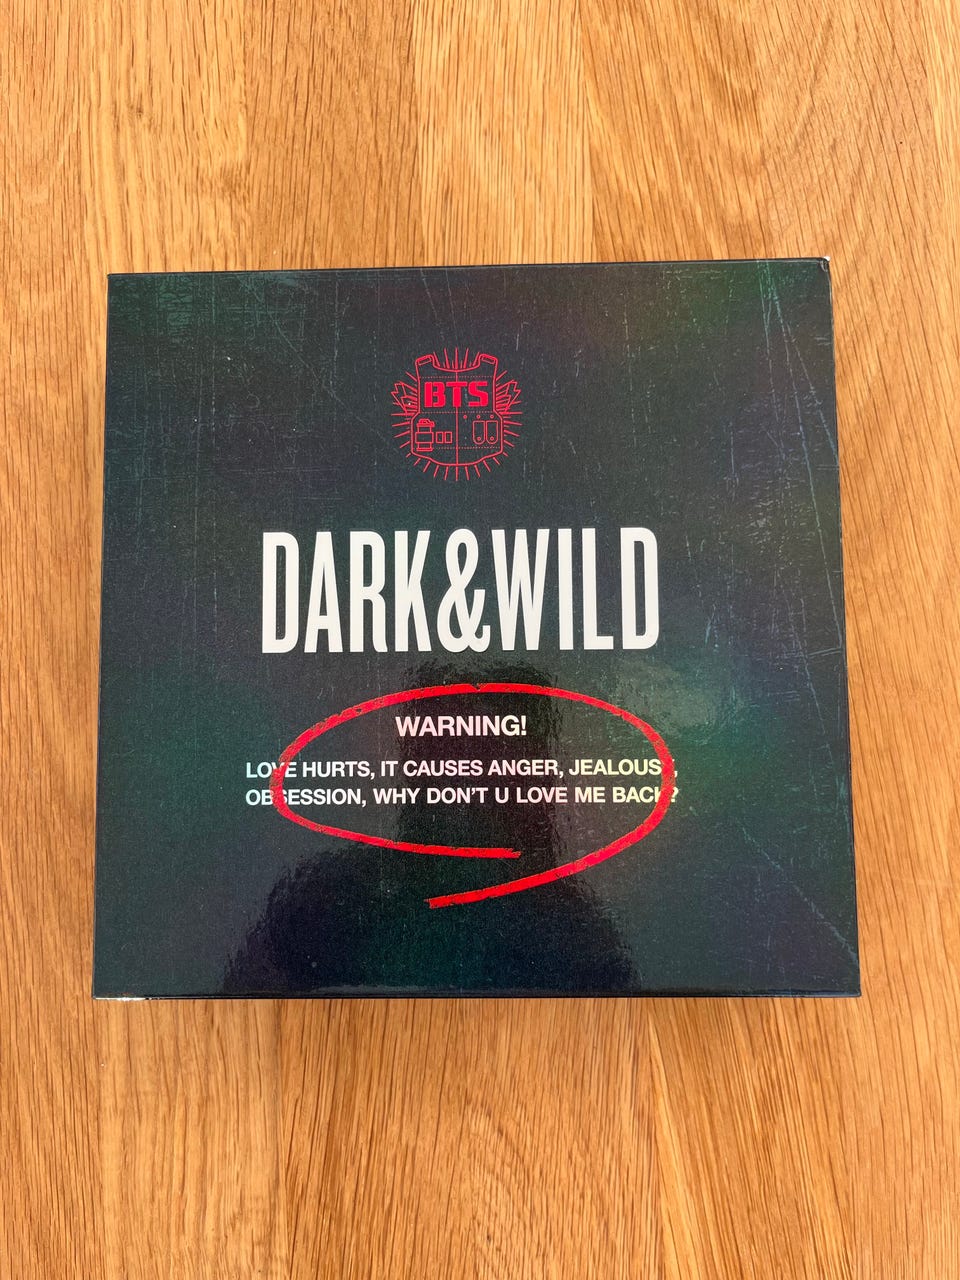 BTS
DARK&WILD
WARNING!
LOVE HURTS, IT CAUSES ANGER, JEALOUSY,
OBSESSION, WHY DON'T U LOVE ME BACK?